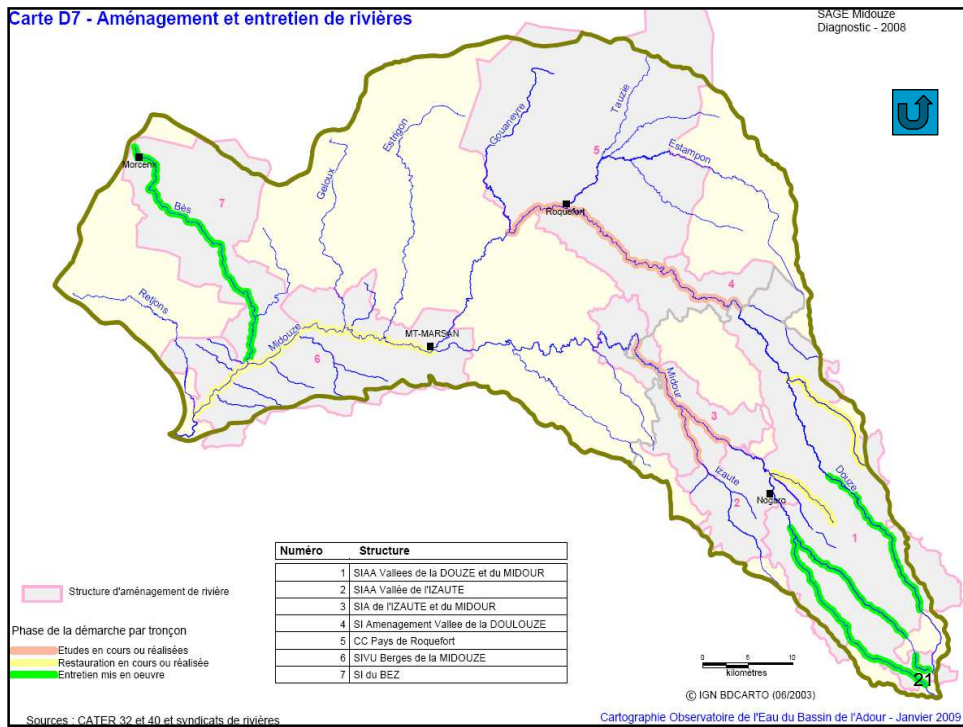 Carte D7 - Aménagement et entretien de rivières
SAGE Midouze
Diagnostic - 2008
Morcenx
Bès
7
Retjons
Geloux
Estrigon
Gouaneyre
Tauzie
5
Estampon
Roquefort
4
MT-MARSAN
Midouze
6
Midour
3
Izaute
2
Nogaro
Douze
1
21
Structure d'aménagement de rivière
Phase de la démarche par tronçon
Etudes en cours ou réalisées
Restauration en cours ou réalisée
Entretien mis en oeuvre
Numéro Structure
1 SIAA Vallees de la DOUZE et du MIDOUR
2 SIAA Vallée de l'IZAUTE
3 SIA de l'IZAUTE et du MIDOUR
4 SI Amenagement Vallee de la DOULOUZE
5 CC Pays de Roquefort
6 SIVU Berges de la MIDOUZE
7 SI du BEZ
0 5 10
kilomètres
© IGN BDCARTO (06/2003)
Sources : CATER 32 et 40 et syndicats de rivières
Cartographie Observatoire de l'Eau du Bassin de l'Adour - Janvier 2009